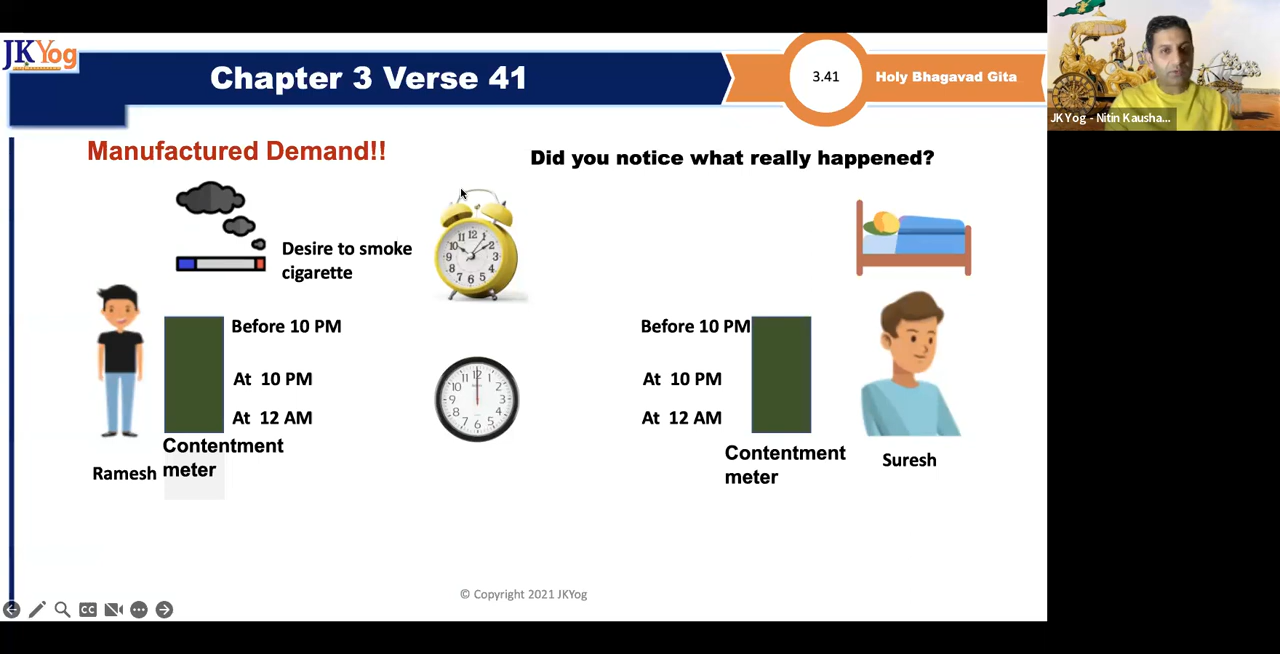 JKYog
Chapter 3 Verse 41
3.41
Holy Bhagavad Gita
JKYog - Nitin Kausha...
Manufactured Demand!!
Did you notice what really happened?
Desire to smoke
cigarette
Before 10 PM
At 10 PM
At 12 AM
Contentment
meter
Ramesh
Before 10 PM
At 10 PM
At 12 AM
Contentment
meter
Suresh
© Copyright 2021 JKYog
CC